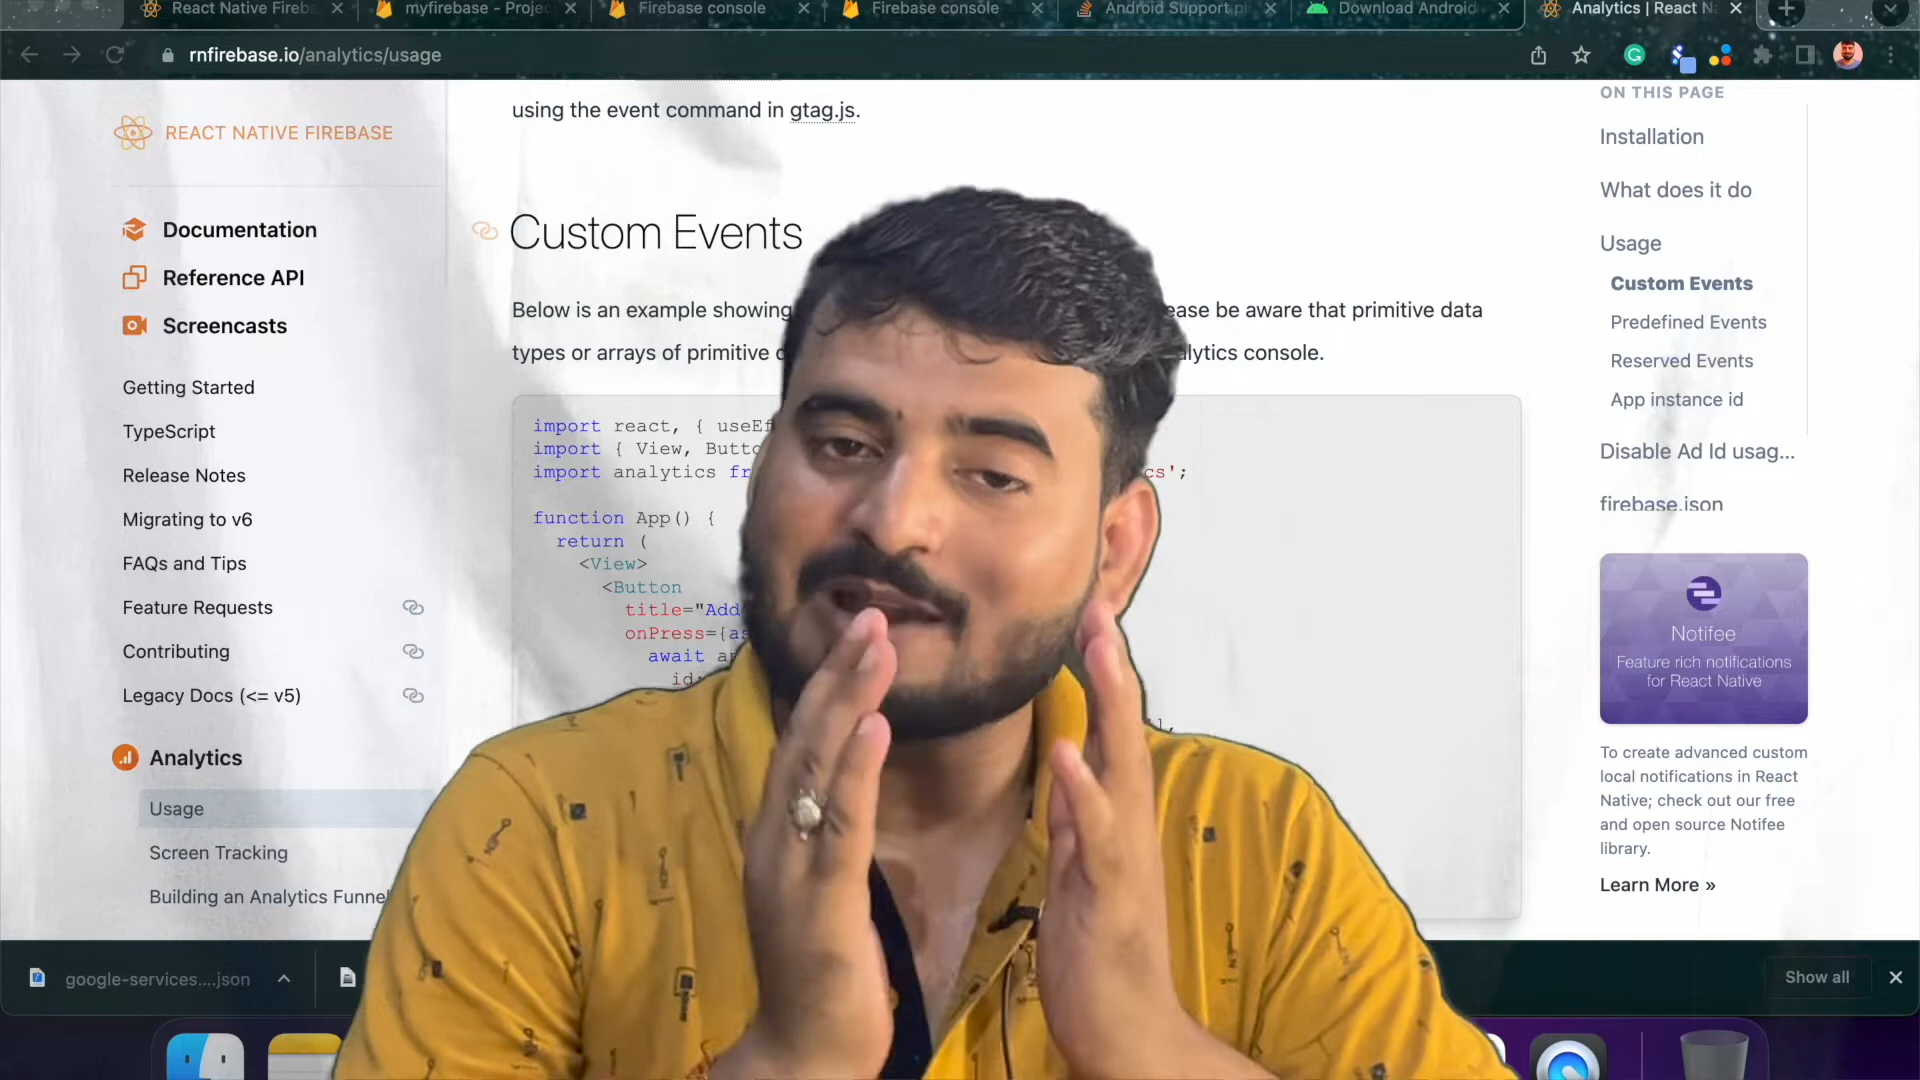 React Native Fireba
myfirebase - Projec
Firebase console
Firebase console
Android Support pl
Download Android
Analytics | React Na
rnfirebase.io/analytics/usage
REACT NATIVE FIREBASE
Documentation
Reference API
Screencasts
Getting Started
TypeScript
Release Notes
Migrating to v6
FAQs and Tips
Feature Requests
Contributing
Legacy Docs (<= v5)
Analytics
Usage
Screen Tracking
Building an Analytics Funnel
using the event command in gtag.js.
Custom Events
Below is an example showing ease be aware that primitive data
types or arrays of primitive alytics console.
import react, { useEf
import { View, Butto
import analytics fr cs';
function App() {
return (
<View>
<Button
title="Add
onPress={as
await an
id:
],
ON THIS PAGE
Installation
What does it do
Usage
Custom Events
Predefined Events
Reserved Events
App instance id
Disable Ad Id usag...
firebase.json
Notifee
Feature rich notifications
for React Native
To create advanced custom
local notifications in React
Native; check out our free
and open source Notifee
library.
Learn More »
google-services....json
Show all